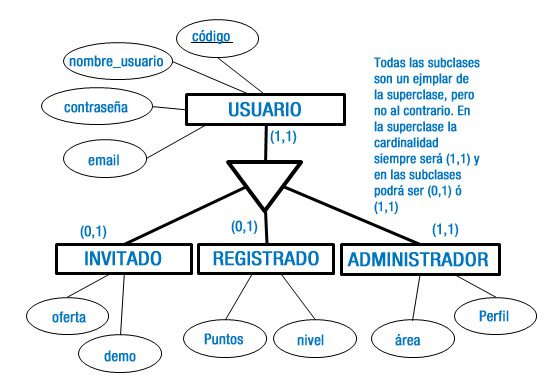 código
nombre_usuario
contraseña
email
USUARIO
(1,1)
Todas las subclases
son un ejmplar de
la superclase, pero
no al contrario. En
la superclase la
cardinalidad
siempre será (1,1) y
en las subclases
podrá ser (0,1) ó
(1,1)
(0,1)
(0,1)
(1,1)
INVITADO
REGISTRADO
ADMINISTRADOR
oferta
demo
Puntos
nivel
área
Perfil